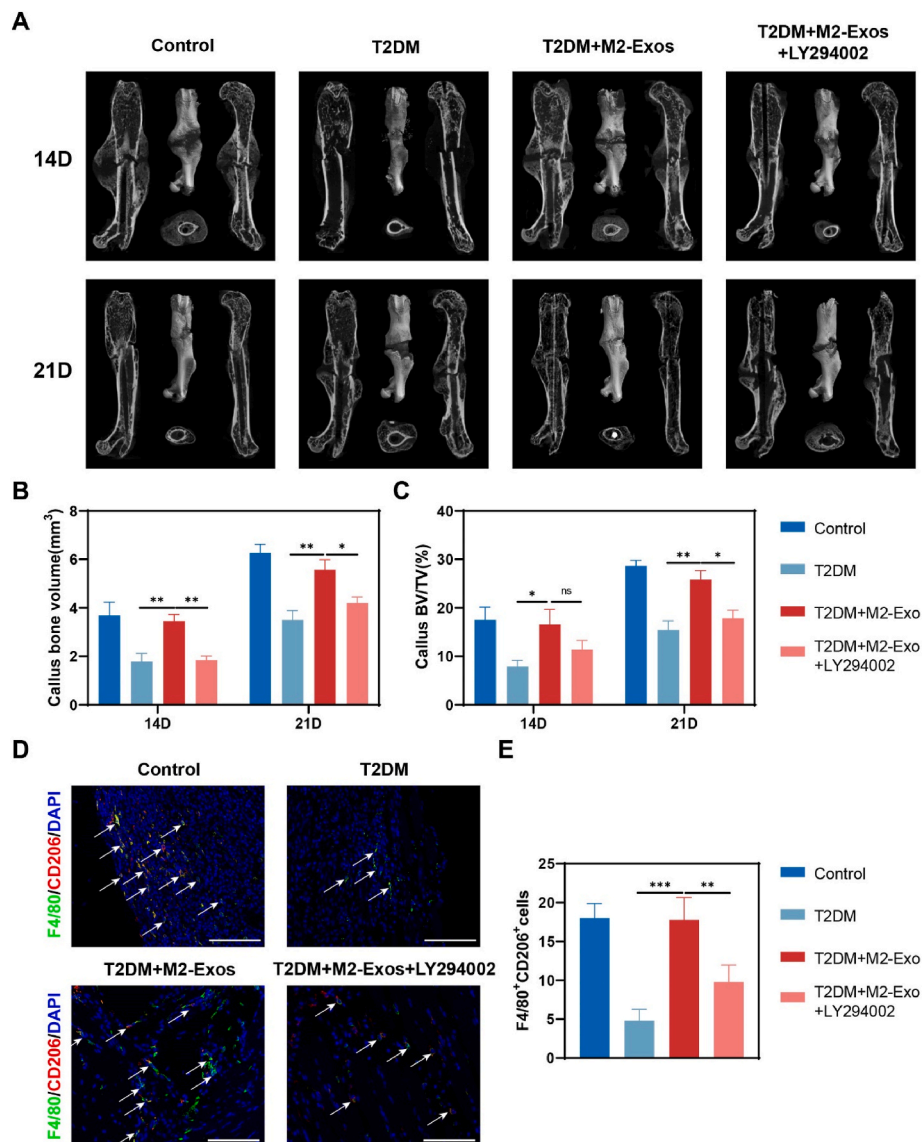 A
Control
T2DM
T2DM+M2-Exos
T2DM+M2-Exos
+LY294002
14D
21D
B
Callus bone volume(mm³)
8
6
4
2
0
**
**
**
*
14D
21D
C
Callus BV/TV(%)
40
30
20
10
0
*
ns
**
*
14D
21D
Control
T2DM
T2DM+M2-Exo
T2DM+M2-Exo
+LY294002
D
Control
T2DM
F4/80/CD206/DAPI
T2DM+M2-Exos
T2DM+M2-Exos+LY294002
F4/80/CD206/DAPI
E
F4/80⁺CD206⁺cells
25
20
15
10
5
0
***
**
Control
T2DM
T2DM+M2-Exo
T2DM+M2-Exo
+LY294002